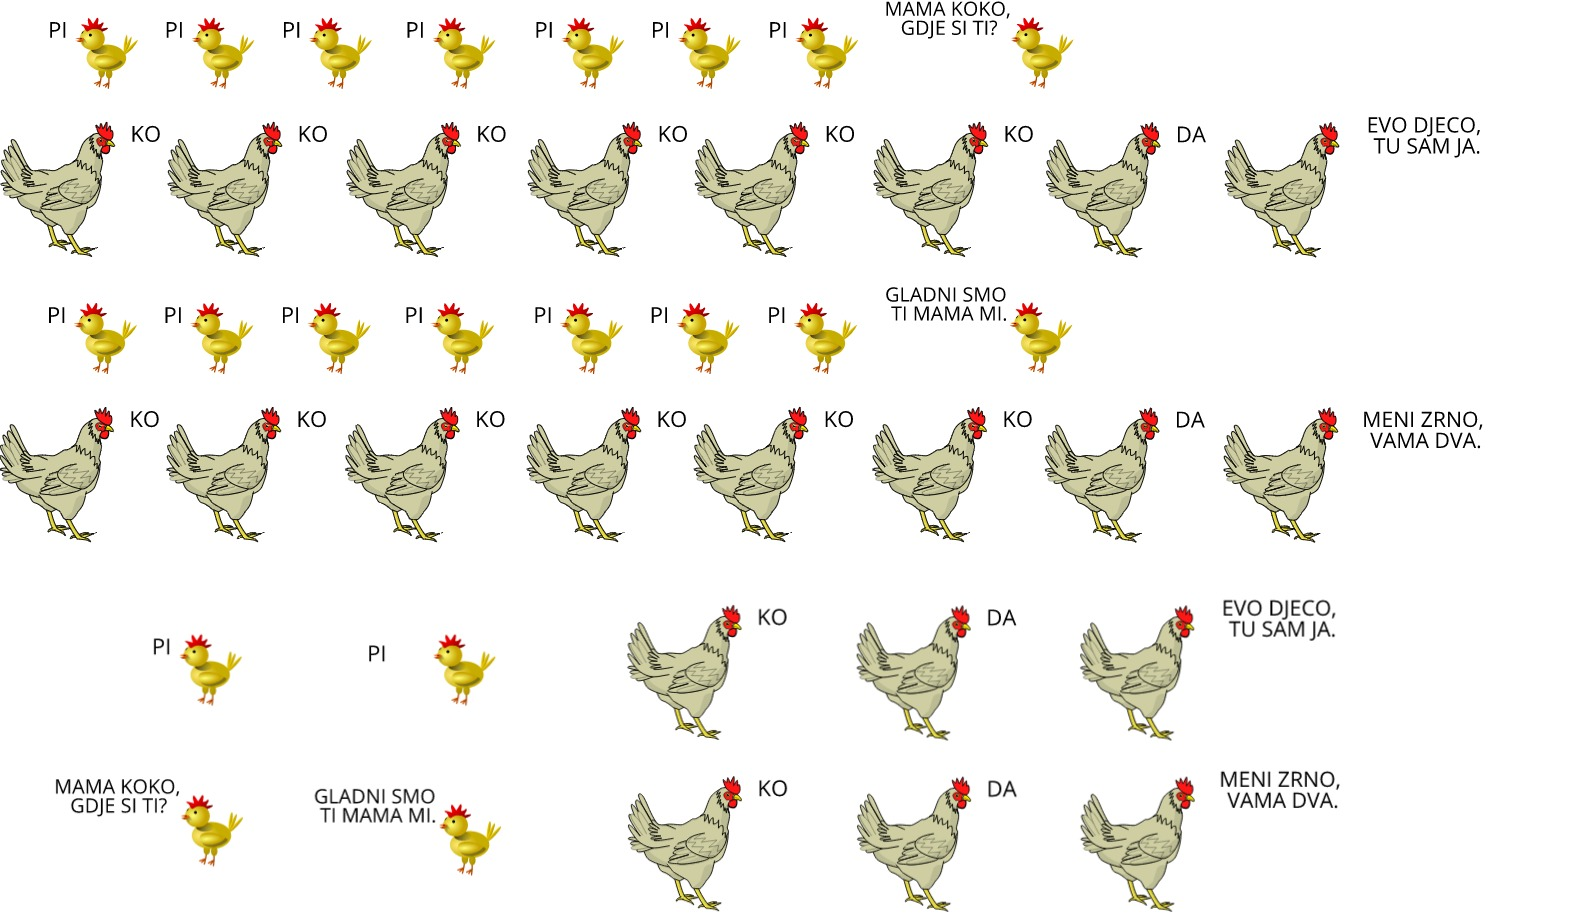 PI PI PI PI PI PI PI MAMA KOKO,
GDJE SI TI?
KO KO KO KO KO KO DA EVO DJECO,
TU SAM JA.
PI PI PI PI PI PI PI GLADNI SMO
TI MAMA MI.
KO KO KO KO KO KO DA MENI ZRNO,
VAMA DVA.
PI PI KO DA EVO DJECO,
TU SAM JA.
MAMA KOKO,
GDJE SI TI?
GLADNI SMO
TI MAMA MI.
KO DA MENI ZRNO,
VAMA DVA.